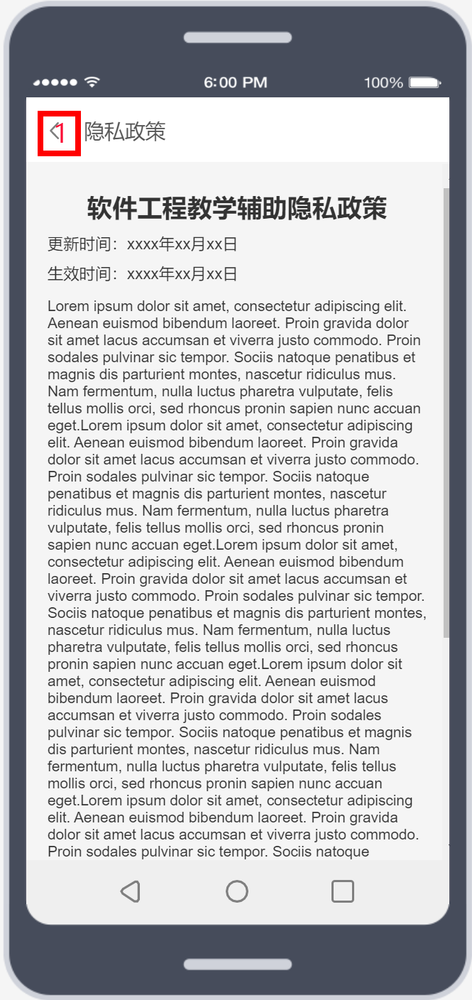 6:00 PM
100%
1
隐私政策
软件工程教学辅助隐私政策
更新时间：xxxx年xx月xx日
生效时间：xxxx年xx月xx日
Lorem ipsum dolor sit amet, consectetur adipiscing elit.
Aenean euismod bibendum laoreet. Proin gravida dolor
sit amet lacus accumsan et viverra justo commodo. Proin
sodales pulvinar sic tempor. Sociis natoque penatibus et
magnis dis parturient montes, nascetur ridiculus mus.
Nam fermentum, nulla luctus pharetra vulputate, felis
tellus mollis orci, sed rhoncus pronin sapien nunc accuan
eget.Lorem ipsum dolor sit amet, consectetur adipiscing
elit. Aenean euismod bibendum laoreet. Proin gravida
dolor sit amet lacus accumsan et viverra justo commodo.
Proin sodales pulvinar sic tempor. Sociis natoque
penatibus et magnis dis parturient montes, nascetur
ridiculus mus. Nam fermentum, nulla luctus pharetra
vulputate, felis tellus mollis orci, sed rhoncus pronin
sapien nunc accuan eget.Lorem ipsum dolor sit amet,
consectetur adipiscing elit. Aenean euismod bibendum
laoreet. Proin gravida dolor sit amet lacus accumsan et
viverra justo commodo. Proin sodales pulvinar sic tempor.
Sociis natoque penatibus et magnis dis parturient montes,
nascetur ridiculus mus. Nam fermentum, nulla luctus
pharetra vulputate, felis tellus mollis orci, sed rhoncus
pronin sapien nunc accuan eget.Lorem ipsum dolor sit
amet, consectetur adipiscing elit. Aenean euismod
bibendum laoreet. Proin gravida dolor sit amet lacus
accumsan et viverra justo commodo. Proin sodales
pulvinar sic tempor. Sociis natoque penatibus et magnis
dis parturient montes, nascetur ridiculus mus. Nam
fermentum, nulla luctus pharetra vulputate, felis tellus
mollis orci, sed rhoncus pronin sapien nunc accuan
eget.Lorem ipsum dolor sit amet, consectetur adipiscing
elit. Aenean euismod bibendum laoreet. Proin gravida
dolor sit amet lacus accumsan et viverra justo commodo.
Proin sodales pulvinar sic tempor. Sociis natoque